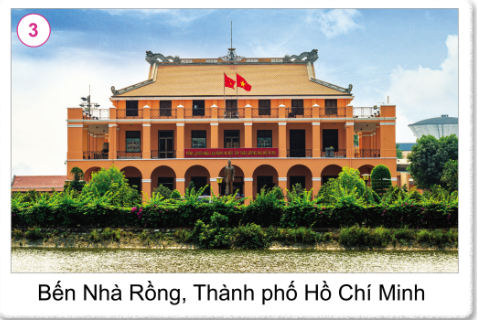 3
Bến Nhà Rồng, Thành phố Hồ Chí Minh